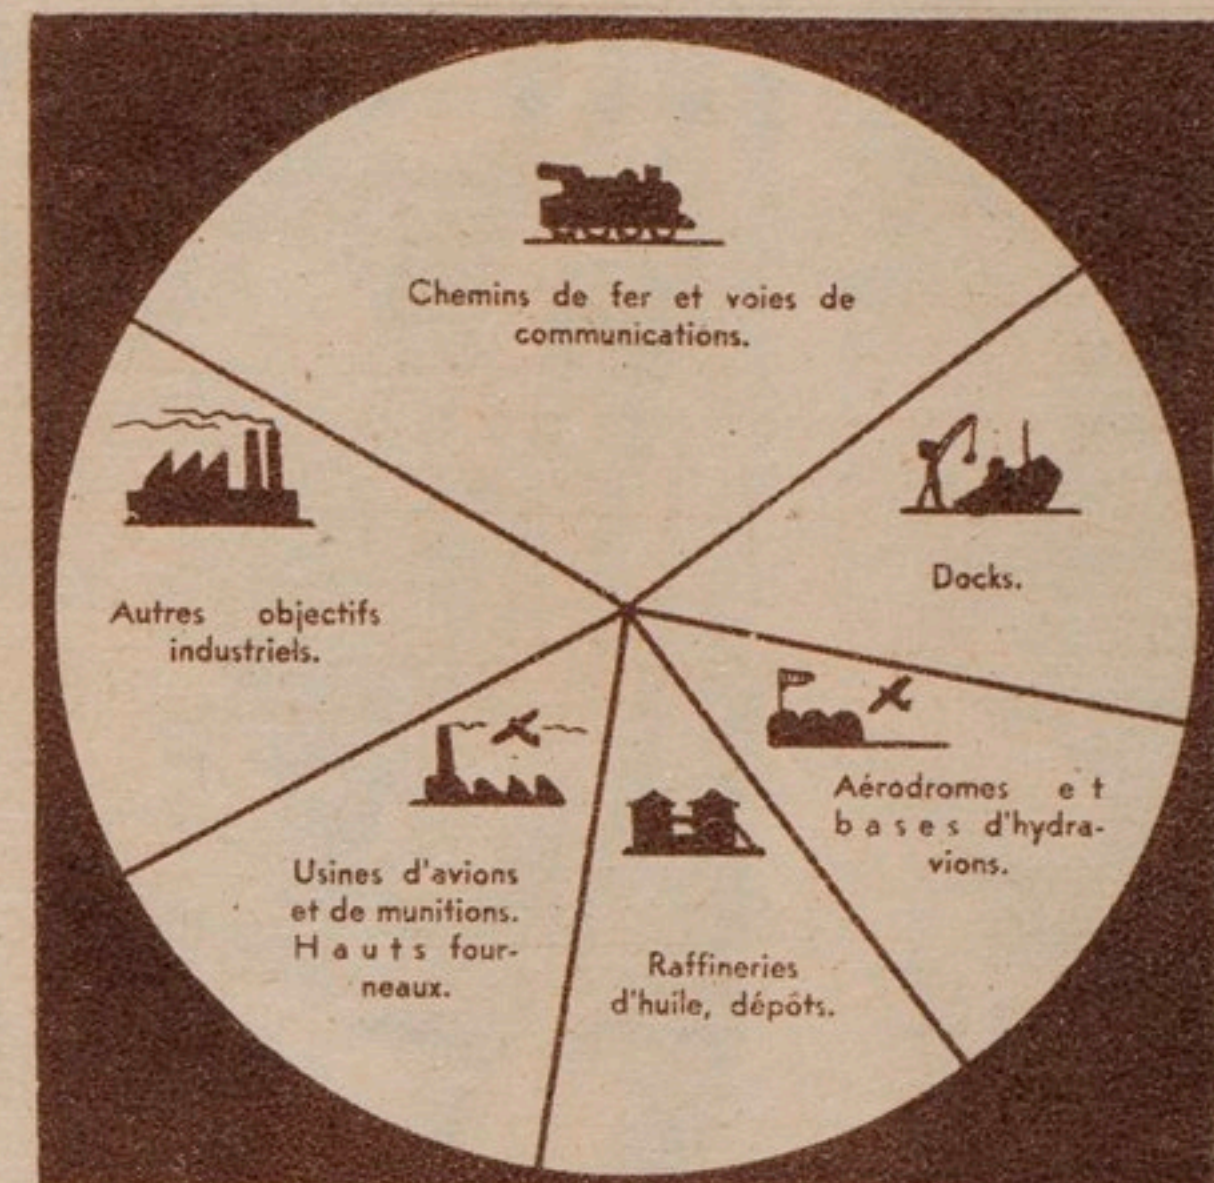 Chemins de fer et voies de
communications.
Docks.
Autres objectifs
industriels.
Aérodromes et
bases d'hydra-
vions.
Usines d'avions
et de munitions.
Hauts four-
neaux.
Raffineries
d'huile, dépôts.